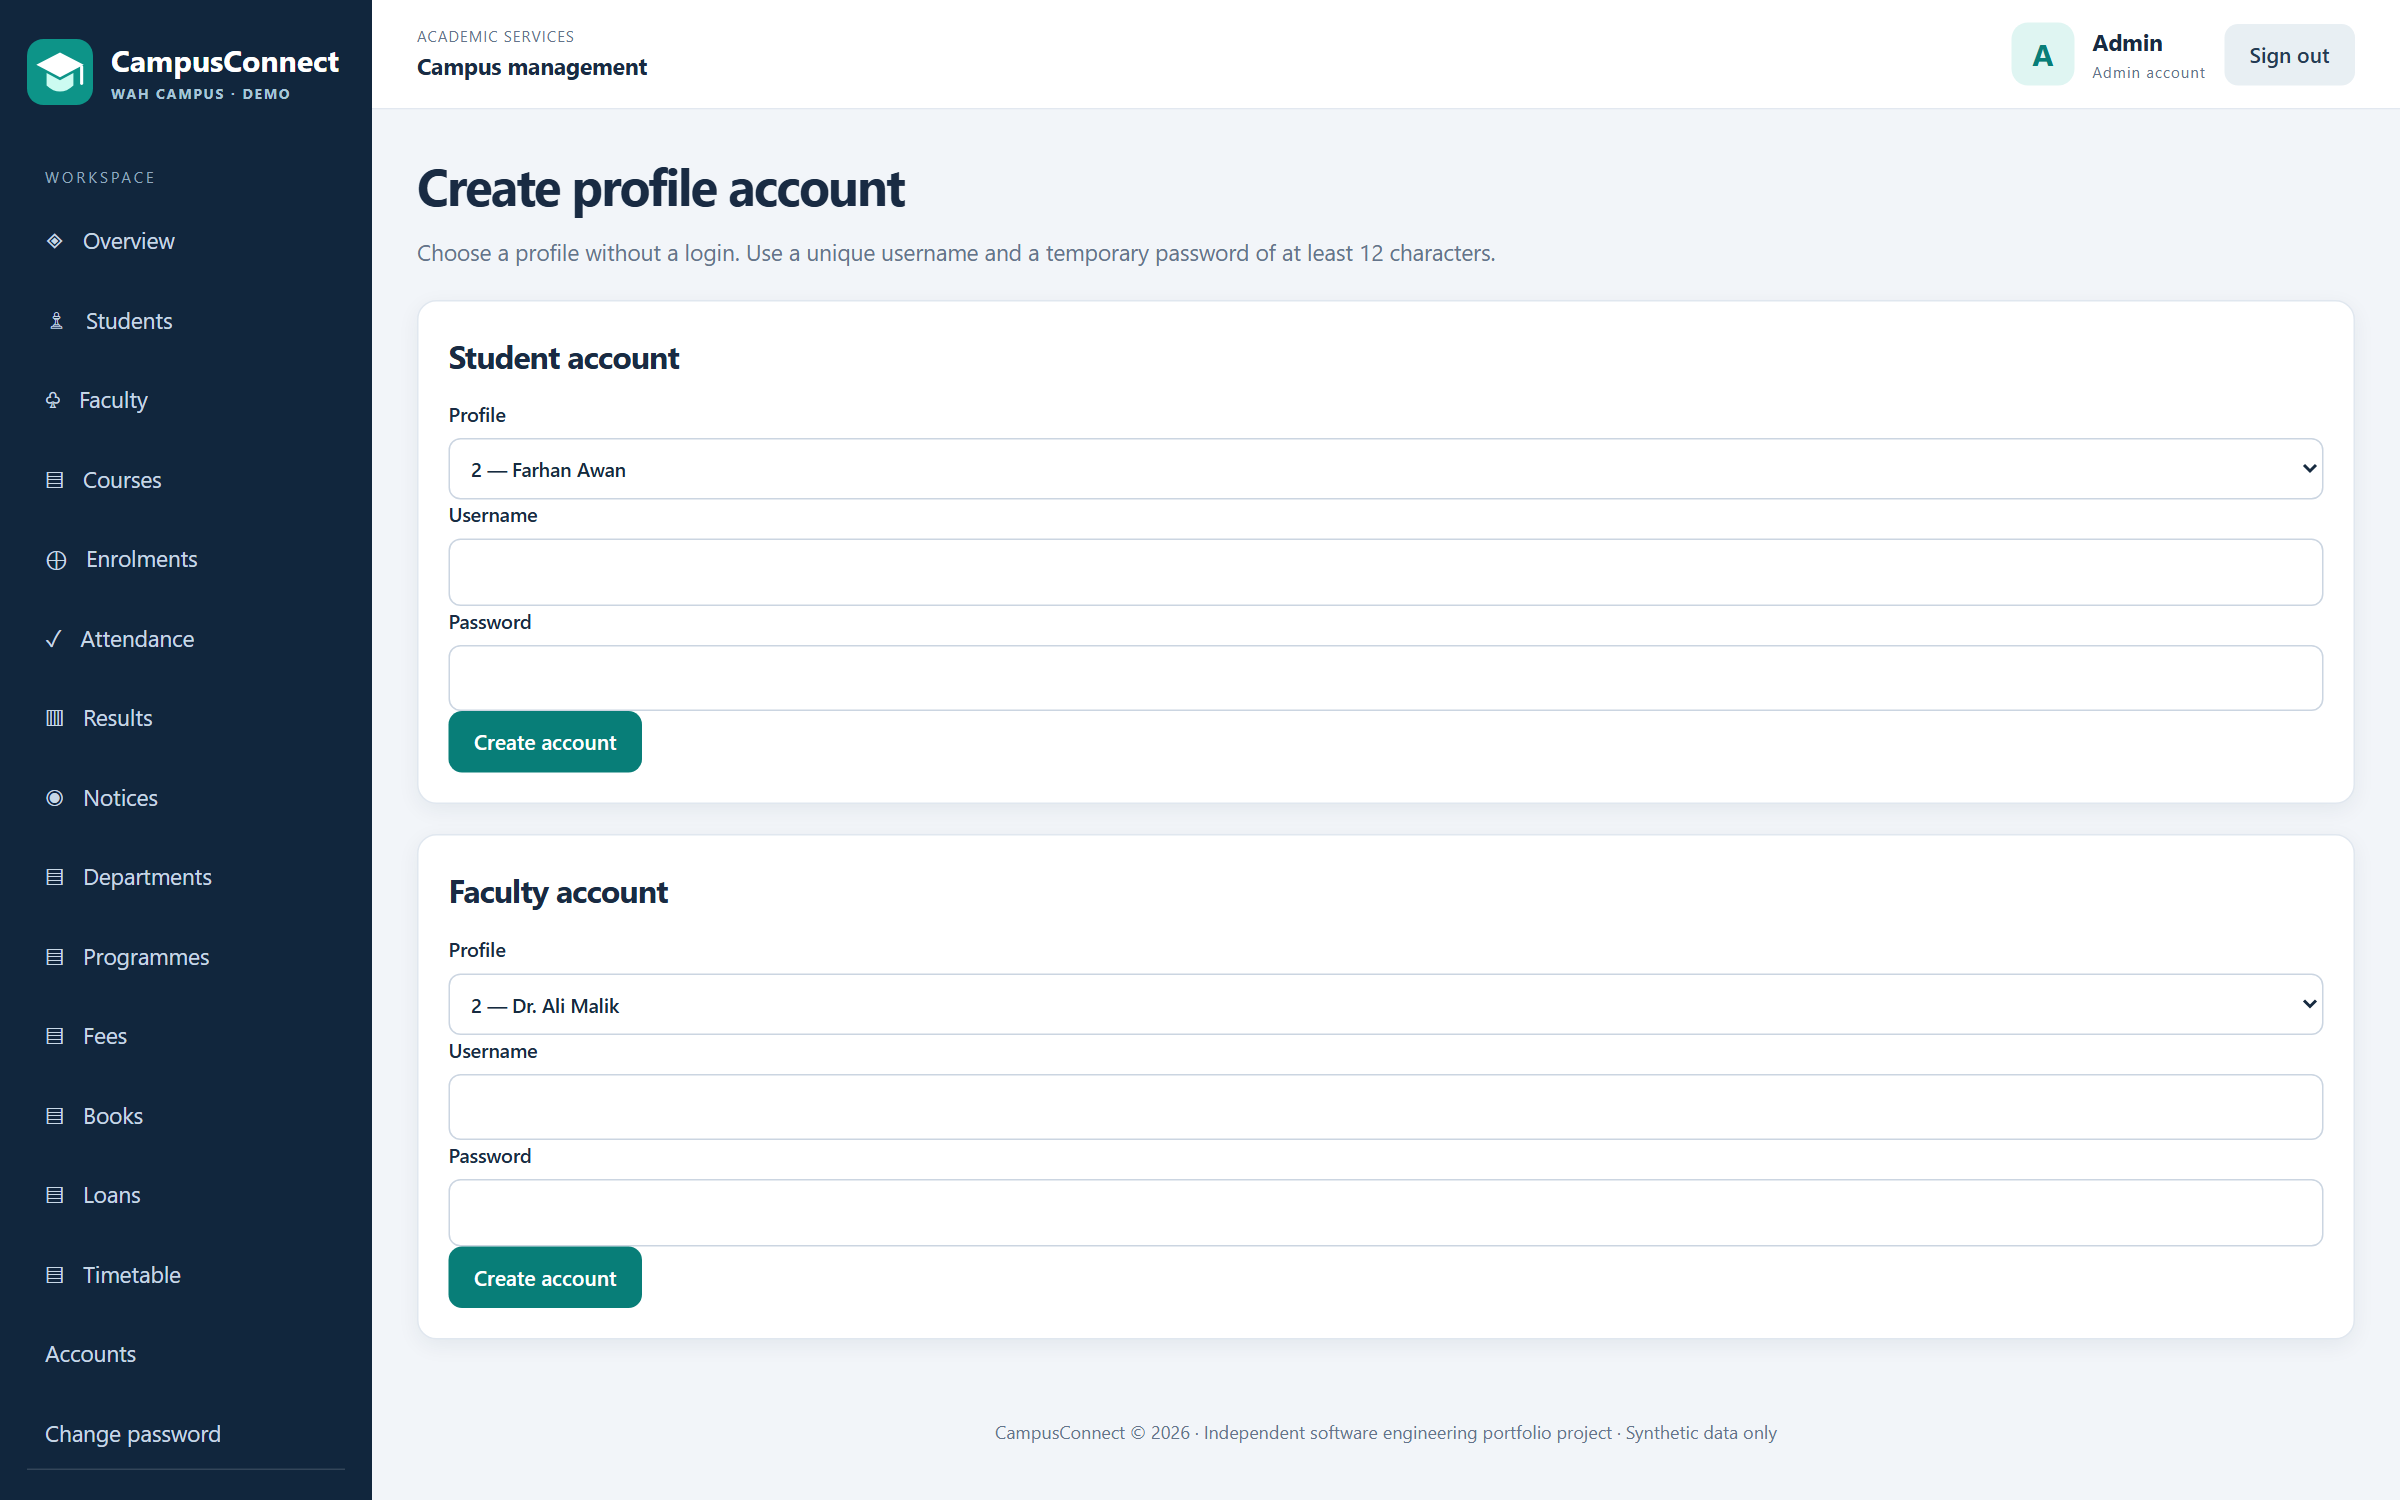 CampusConnect
WAH CAMPUS · DEMO
WORKSPACE
Overview
Students
Faculty
Courses
Enrolments
Attendance
Results
Notices
Departments
Programmes
Fees
Books
Loans
Timetable
Accounts
Change password
ACADEMIC SERVICES
Campus management
A
Admin
Admin account
Sign out
Create profile account
Choose a profile without a login. Use a unique username and a temporary password of at least 12 characters.
Student account
Profile
2 — Farhan Awan
Username
Password
Create account
Faculty account
Profile
2 — Dr. Ali Malik
Username
Password
Create account
CampusConnect © 2026 · Independent software engineering portfolio project · Synthetic data only